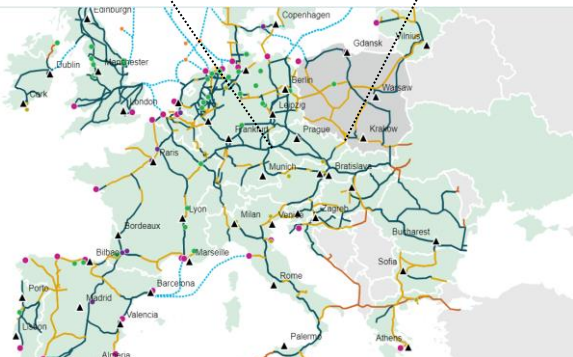 Edinburgh
Copenhagen
Vilnius
Gdansk
Dublin
Manchester
Berlin
Warsaw
Cork
London
Leipzig
Frankfurt
Prague
Krakow
Paris
Munich
Bratislava
Lyon
Milan
Venice
Zagreb
Bordeaux
Bucharest
Bilbao
Marseille
Sofia
Rome
Porto
Madrid
Barcelona
Valencia
Lisbon
Palermo
Athens